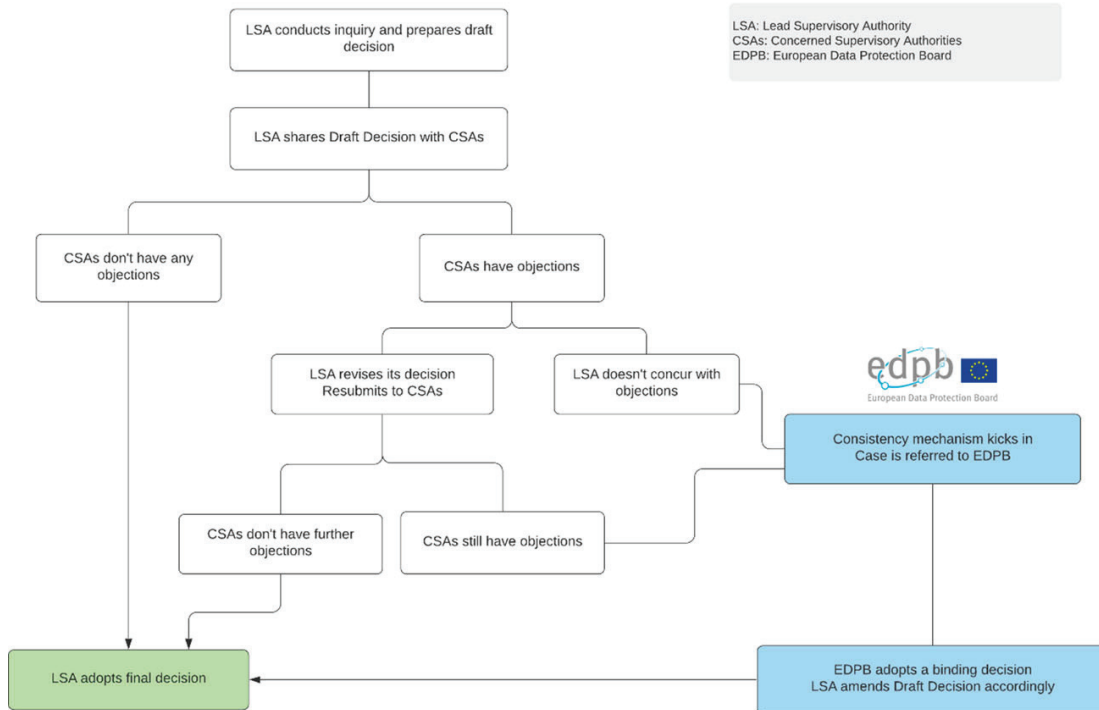 LSA conducts inquiry and prepares draft
decision
LSA: Lead Supervisory Authority
CSAs: Concerned Supervisory Authorities
EDPB: European Data Protection Board
LSA shares Draft Decision with CSAs
CSAs don't have any
objections
CSAs have objections
LSA revises its decision
Resubmits to CSAs
LSA doesn't concur with
objections
edpb
European Data Protection Board
Consistency mechanism kicks in
Case is referred to EDPB
CSAs don't have further
objections
CSAs still have objections
LSA adopts final decision
EDPB adopts a binding decision
LSA amends Draft Decision accordingly